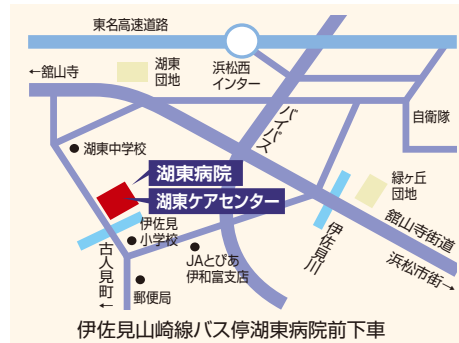 東名高速道路
←舘山寺
湖東
団地
浜松西
インター
バイパス
自衛隊
湖東中学校
湖東病院
湖東ケアセンター
緑ヶ丘
団地
伊佐見
小学校
JAとぴあ
伊和富支店
伊佐見川
舘山寺街道
浜松市街→
古人見町←
郵便局
伊佐見山崎線バス停湖東病院前下車